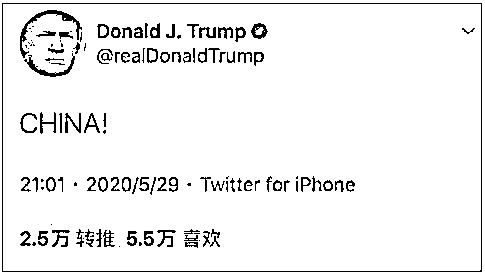 Donald J. Trump
@realDonaldTrump
CHINA!
21:01 · 2020/5/29 · Twitter for iPhone
2.5万 转推 5.5万 喜欢